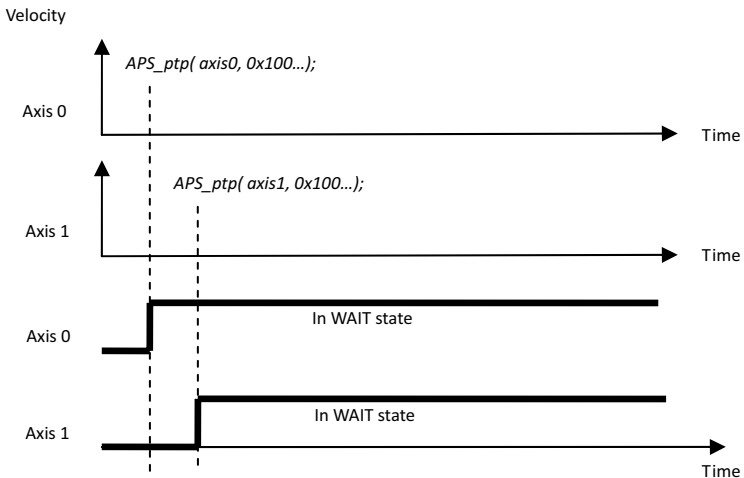 Velocity
APS_ptp( axis0, 0x100…);
Axis 0
Time
APS_ptp( axis1, 0x100…);
Axis 1
Time
In WAIT state
Axis 0
In WAIT state
Axis 1
Time